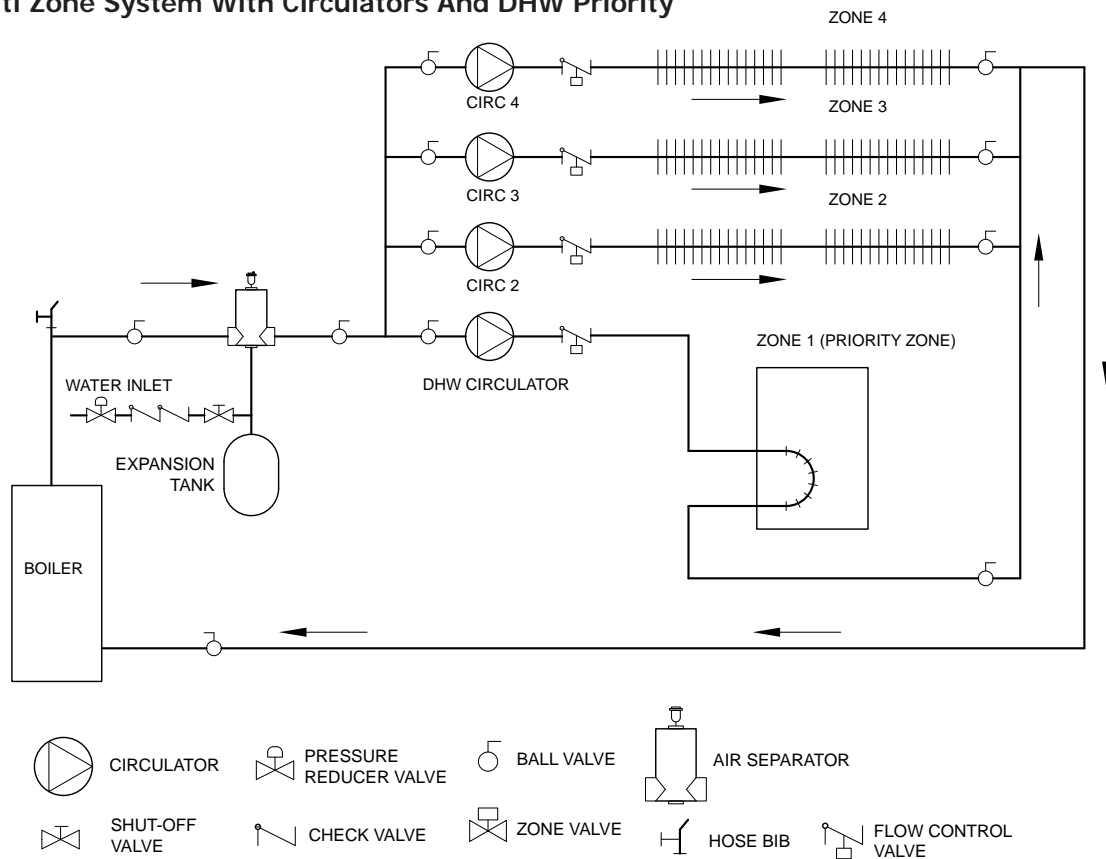 Zone System With Circulators And DHW Priority
ZONE 4
CIRC 4
ZONE 3
CIRC 3
ZONE 2
CIRC 2
ZONE 1 (PRIORITY ZONE)
DHW CIRCULATOR
WATER INLET
EXPANSION
TANK
BOILER
CIRCULATOR
PRESSURE
REDUCER VALVE
BALL VALVE
AIR SEPARATOR
SHUT-OFF
VALVE
CHECK VALVE
ZONE VALVE
HOSE BIB
FLOW CONTROL
VALVE